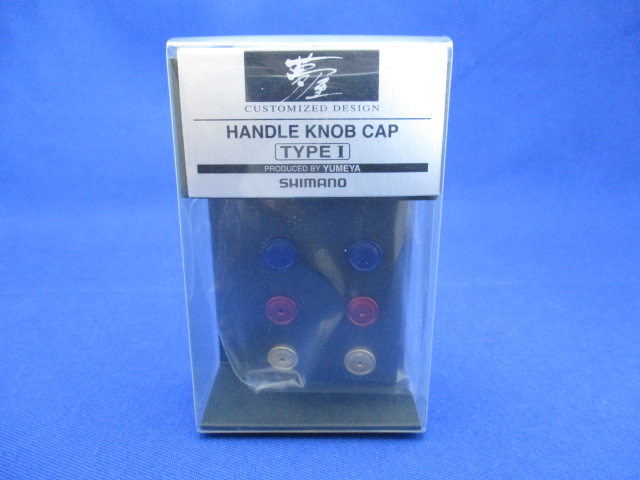 夢屋
CUSTOMIZED DESIGN
HANDLE KNOB CAP
TYPE I
PRODUCED BY YUMEYA
SHIMANO